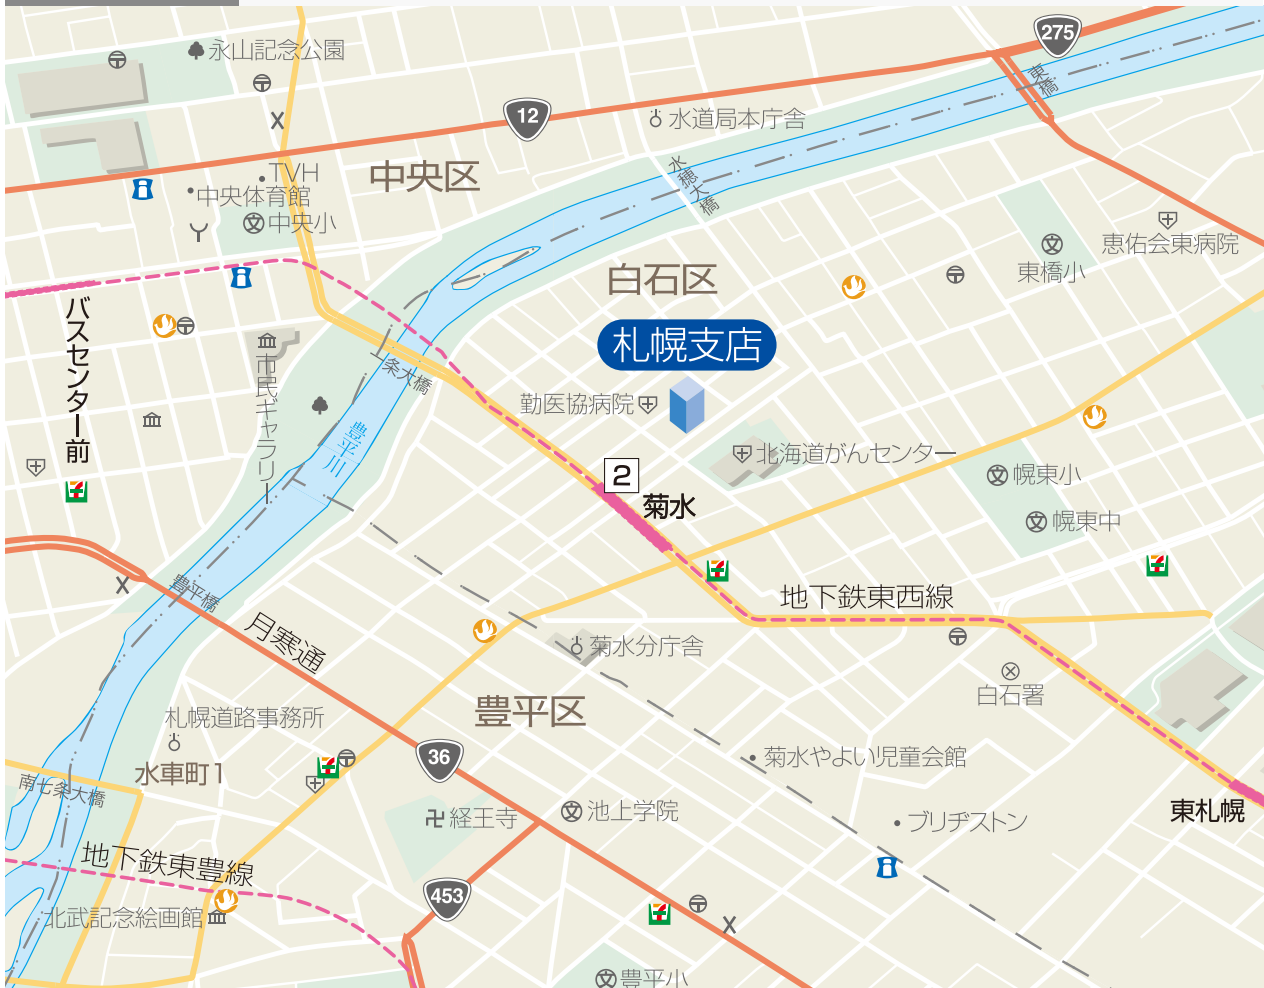 永山記念公園
275
東橋
12
水道局本庁舎
水穂大橋
TVH
中央区
中央体育館
中央小
恵佑会東病院
東橋小
白石区
バスセンター前
札幌支店
市民ギャラリー
一条大橋
勤医協病院
豊平川
北海道がんセンター
2
菊水
幌東小
幌東中
豊平橋
地下鉄東西線
月寒通
菊水分庁舎
白石署
豊平区
札幌道路事務所
36
水車町1
菊水やよい児童会館
南七条大橋
東札幌
経王寺
池上学院
ブリヂストン
地下鉄東豊線
453
北武記念絵画館
豊平小